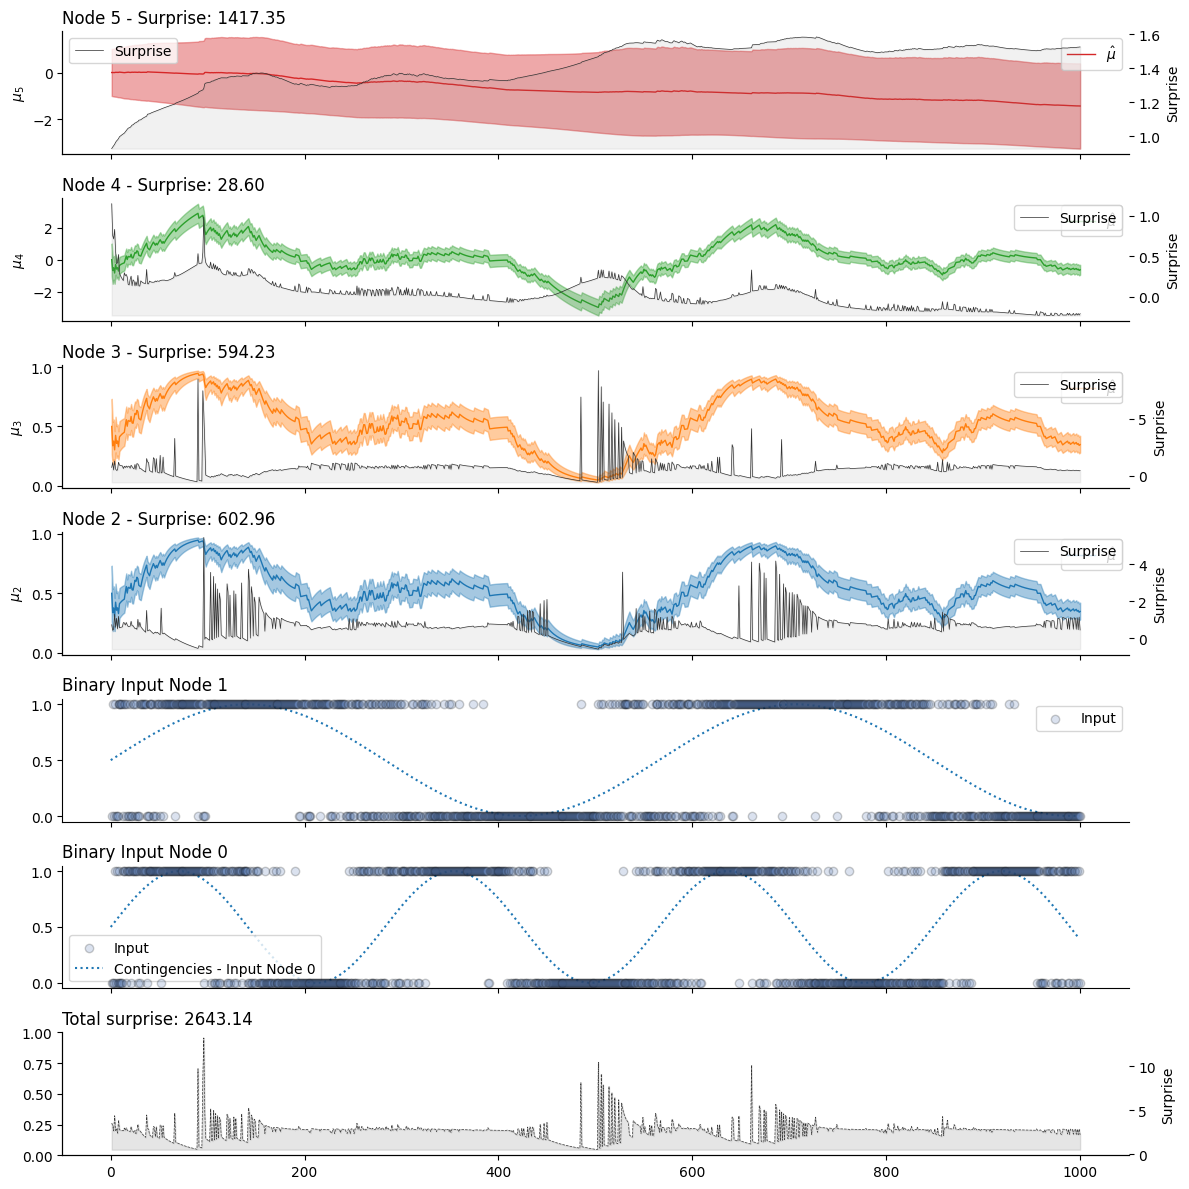 Node 5 - Surprise: 1417.35
Surprise
μ̂
0
−2
μ5
1.6
1.4
1.2
1.0
Surprise
Node 4 - Surprise: 28.60
Surprise
2
0
−2
μ4
1.0
0.5
0.0
Surprise
Node 3 - Surprise: 594.23
Surprise
1.0
0.5
0.0
μ3
5
0
Surprise
Node 2 - Surprise: 602.96
Surprise
1.0
0.5
0.0
μ2
4
2
0
Surprise
Binary Input Node 1
Input
1.0
0.5
0.0
Binary Input Node 0
1.0
0.5
0.0
Input
Contingencies - Input Node 0
Total surprise: 2643.14
1.00
0.75
0.50
0.25
0.00
10
5
0
Surprise
0 200 400 600 800 1000